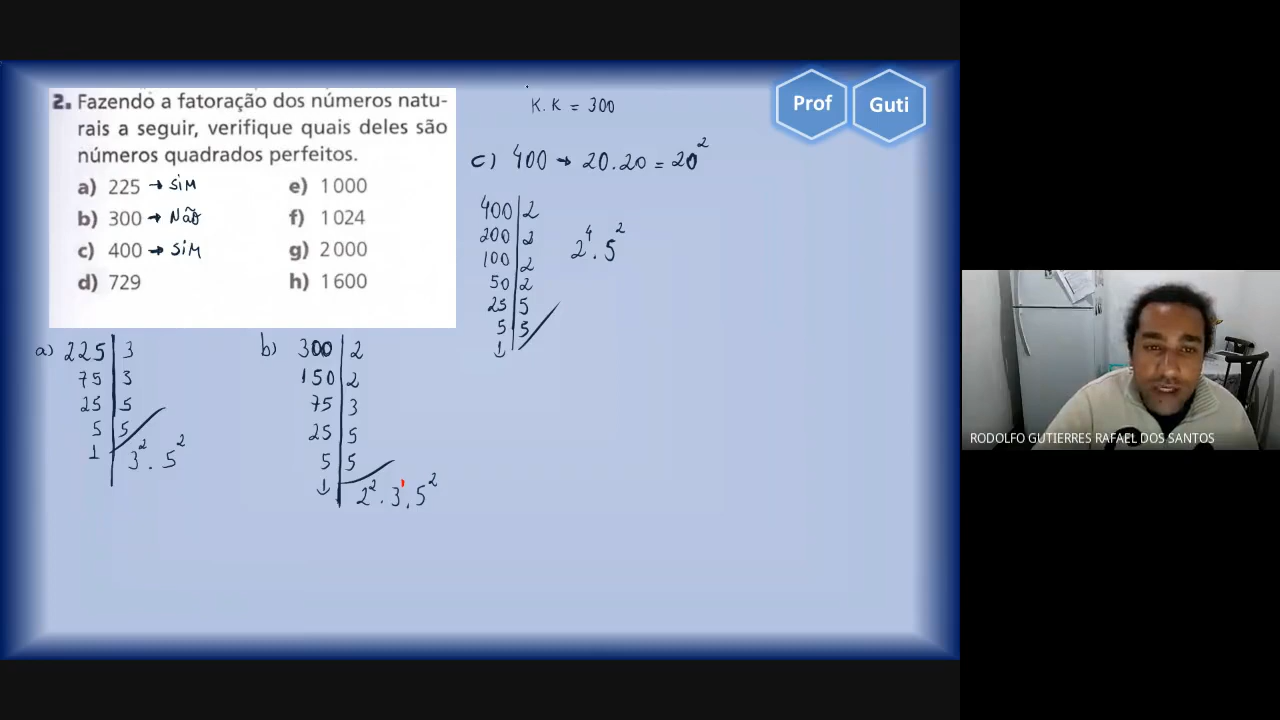 2. Fazendo a fatoração dos números natu-
rais a seguir, verifique quais deles são
números quadrados perfeitos.
a) 225 → SIM
b) 300 → NÃO
c) 400 → SIM
d) 729
e) 1 000
f) 1 024
g) 2 000
h) 1 600
K.K = 300
Prof
Guti
c) 400 → 20.20 = 20²
400 | 2
200 | 2
100 | 2
50 | 2
25 | 5
5 | 5
1
2⁴ . 5²
a) 225 | 3
75 | 3
25 | 5
5 | 5
1 | 3² . 5²
b) 300 | 2
150 | 2
75 | 3
25 | 5
5 | 5
1 | 2² . 3¹ . 5²
RODOLFO GUTIERRES RAFAEL DOS SANTOS